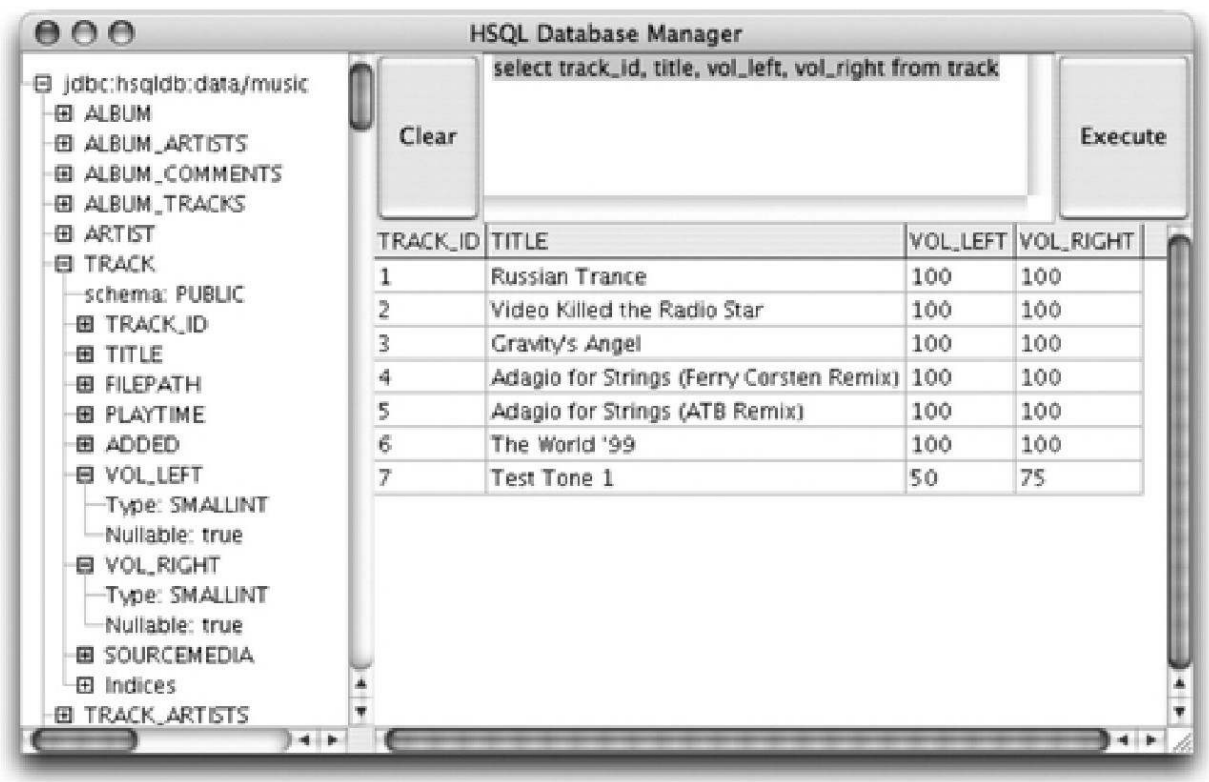 HSQL Database Manager
jdbc:hsqldb:data/music
ALBUM
ALBUM_ARTISTS
ALBUM_COMMENTS
ALBUM_TRACKS
ARTIST
TRACK
schema: PUBLIC
TRACK_ID
TITLE
FILEPATH
PLAYTIME
ADDED
VOL_LEFT
Type: SMALLINT
Nullable: true
VOL_RIGHT
Type: SMALLINT
Nullable: true
SOURCEMEDIA
Indices
TRACK_ARTISTS
Clear
select track_id, title, vol_left, vol_right from track
Execute
TRACK_ID TITLE VOL_LEFT VOL_RIGHT
1 Russian Trance 100 100
2 Video Killed the Radio Star 100 100
3 Gravity's Angel 100 100
4 Adagio for Strings (Ferry Corsten Remix) 100 100
5 Adagio for Strings (ATB Remix) 100 100
6 The World '99 100 100
7 Test Tone 1 50 75